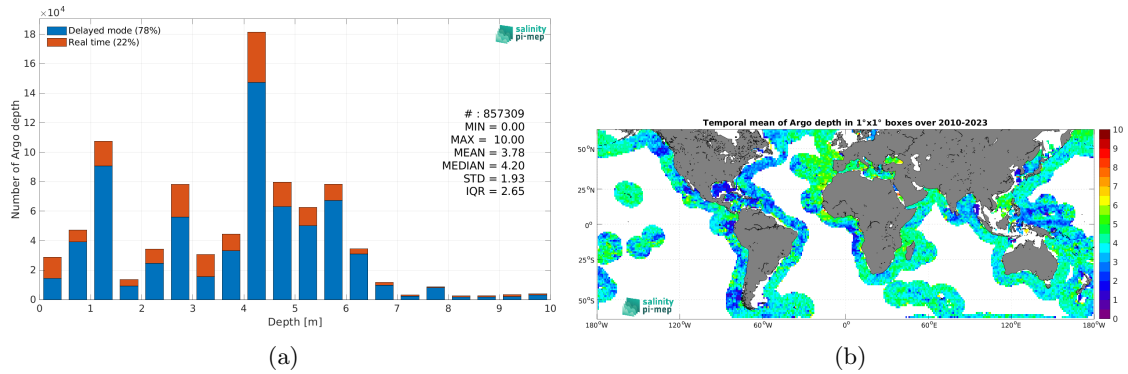 ×10⁴
18
16
14
12
10
8
6
4
2
0
Number of Argo depth
Delayed mode (78%)
Real time (22%)
salinity
pi-mep
# : 857309
MIN = 0.00
MAX = 10.00
MEAN = 3.78
MEDIAN = 4.20
STD = 1.93
IQR = 2.65
0 1 2 3 4 5 6 7 8 9 10
Depth [m]
(a)
Temporal mean of Argo depth in 1°x1° boxes over 2010-2023
50°N
25°N
0°
25°S
50°S
180°W 120°W 60°W 0° 60°E 120°E 180°W
salinity
pi-mep
10
9
8
7
6
5
4
3
2
1
0
(b)